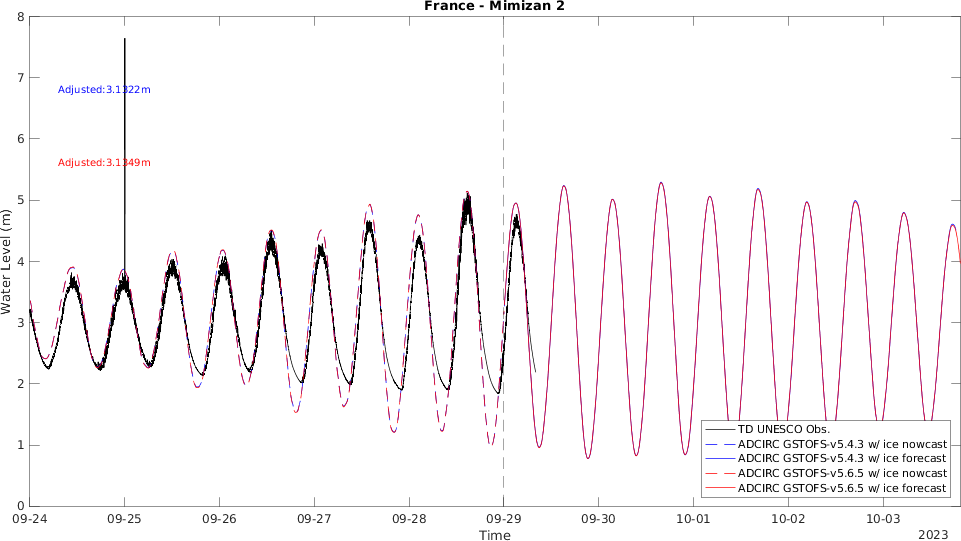 France - Mimizan 2
8
7
6
5
4
3
2
1
0
Water Level (m)
Adjusted:3.1322m
Adjusted:3.1349m
TD UNESCO Obs.
ADCIRC GSTOFS-v5.4.3 w/ ice nowcast
ADCIRC GSTOFS-v5.4.3 w/ ice forecast
ADCIRC GSTOFS-v5.6.5 w/ ice nowcast
ADCIRC GSTOFS-v5.6.5 w/ ice forecast
09-24 09-25 09-26 09-27 09-28 09-29 09-30 10-01 10-02 10-03
Time
2023